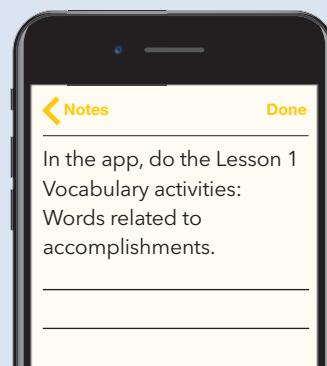 Notes Done
In the app, do the Lesson 1
Vocabulary activities:
Words related to
accomplishments.